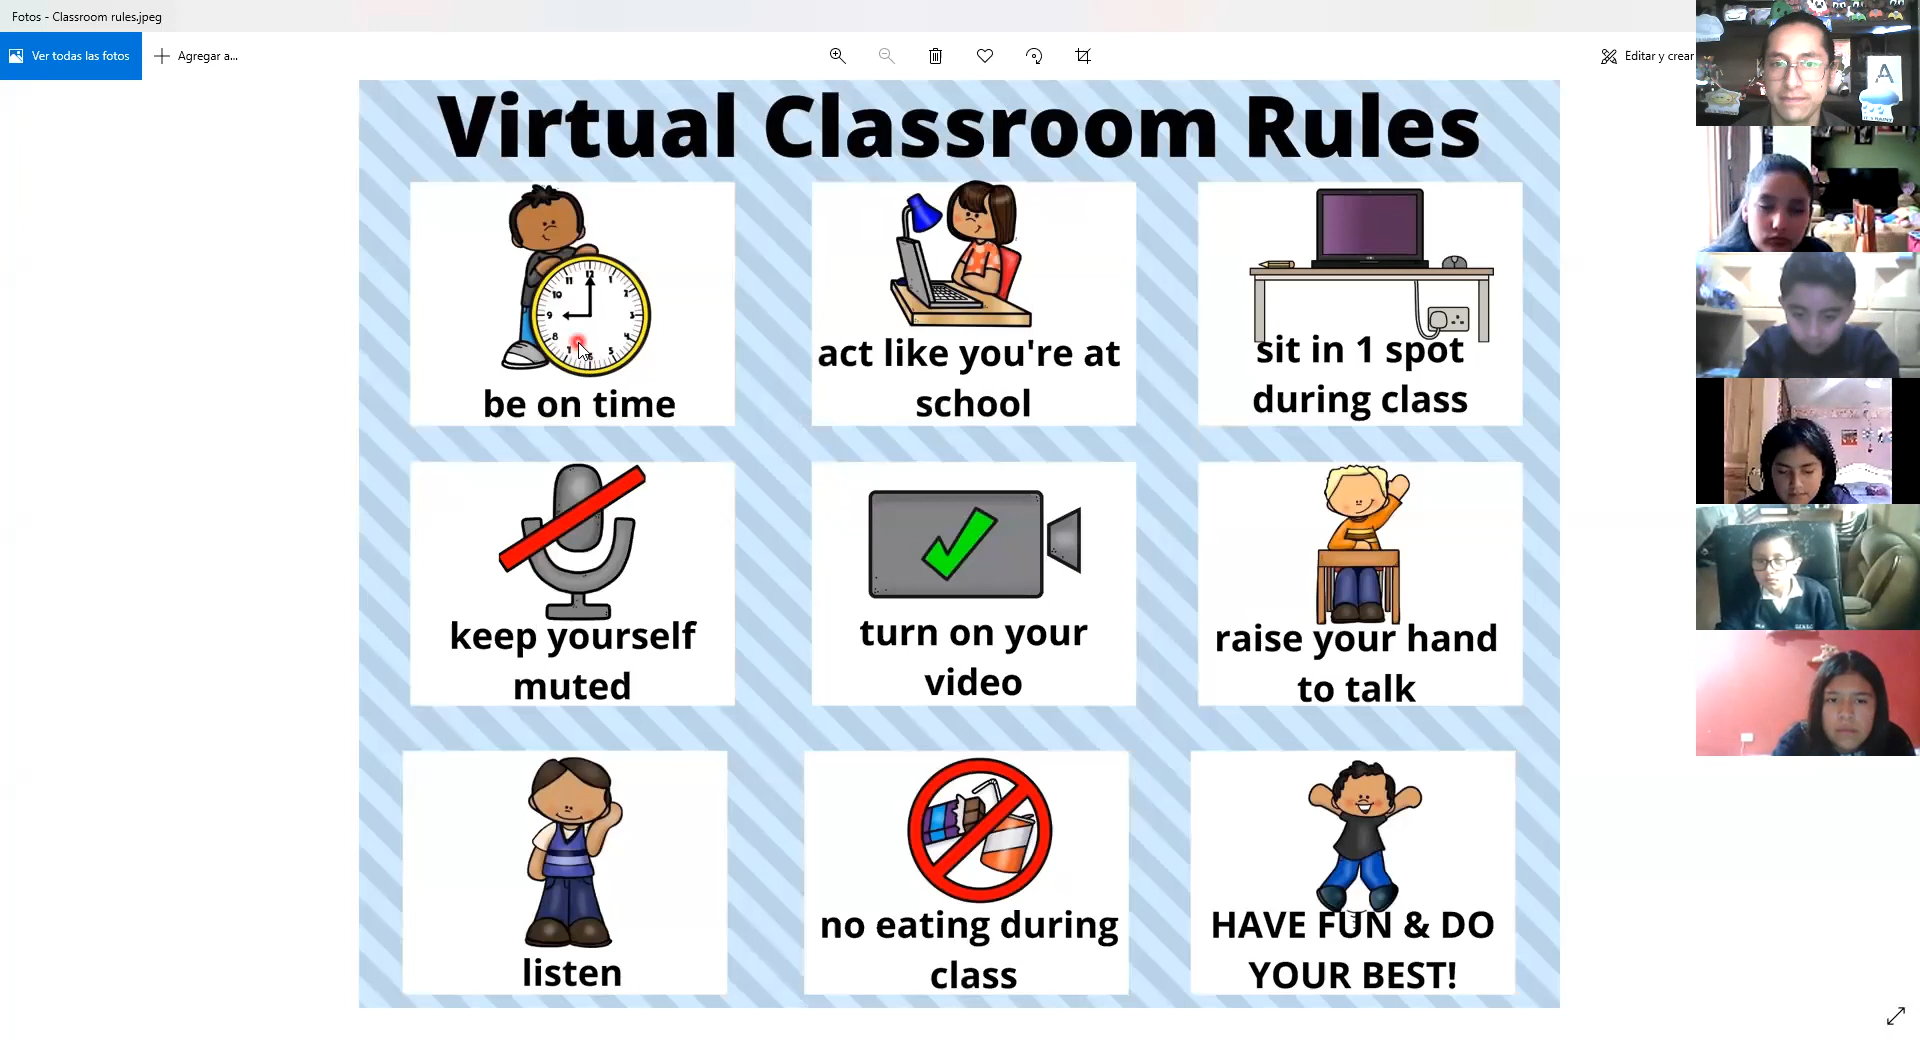 Fotos - Classroom rules.jpeg
Ver todas las fotos
Agregar a...
Editar y crear
Virtual Classroom Rules
be on time
act like you're at
school
sit in 1 spot
during class
keep yourself
muted
turn on your
video
raise your hand
to talk
listen
no eating during
class
HAVE FUN & DO
YOUR BEST!
A